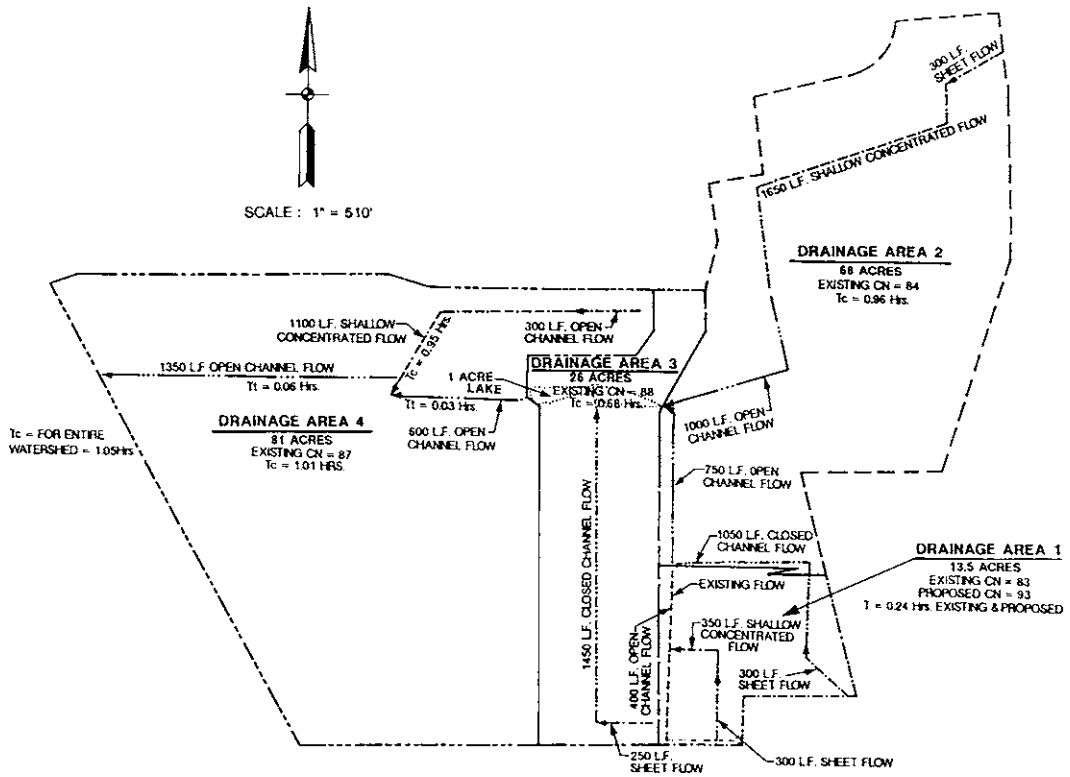 300 L.F.
SHEET FLOW
1650 L.F. SHALLOW CONCENTRATED FLOW
SCALE : 1" = 510'
DRAINAGE AREA 2
68 ACRES
EXISTING CN = 84
Tc = 0.96 Hrs.
1100 L.F. SHALLOW
CONCENTRATED FLOW
Tc = 0.95 Hrs.
300 L.F. OPEN
CHANNEL FLOW
1350 L.F OPEN CHANNEL FLOW
Tt = 0.06 Hrs.
1 ACRE
LAKE
DRAINAGE AREA 3
26 ACRES
EXISTING CN = 88
Tc = 0.68 Hrs.
Tt = 0.03 Hrs.
600 L.F. OPEN
CHANNEL FLOW
1000 L.F. OPEN
CHANNEL FLOW
DRAINAGE AREA 4
81 ACRES
EXISTING CN = 87
Tc = 1.01 HRS.
Tc = FOR ENTIRE
WATERSHED = 1.05Hrs.
750 L.F. OPEN
CHANNEL FLOW
1450 L.F. CLOSED CHANNEL FLOW
1050 L.F. CLOSED
CHANNEL FLOW
DRAINAGE AREA 1
13.5 ACRES
EXISTING CN = 83
PROPOSED CN = 93
T = 0.24 Hrs. EXISTING & PROPOSED
EXISTING FLOW
350 L.F. SHALLOW
CONCENTRATED
FLOW
400 L.F. OPEN
CHANNEL FLOW
300 L.F.
SHEET FLOW
250 L.F.
SHEET FLOW
300 L.F. SHEET FLOW